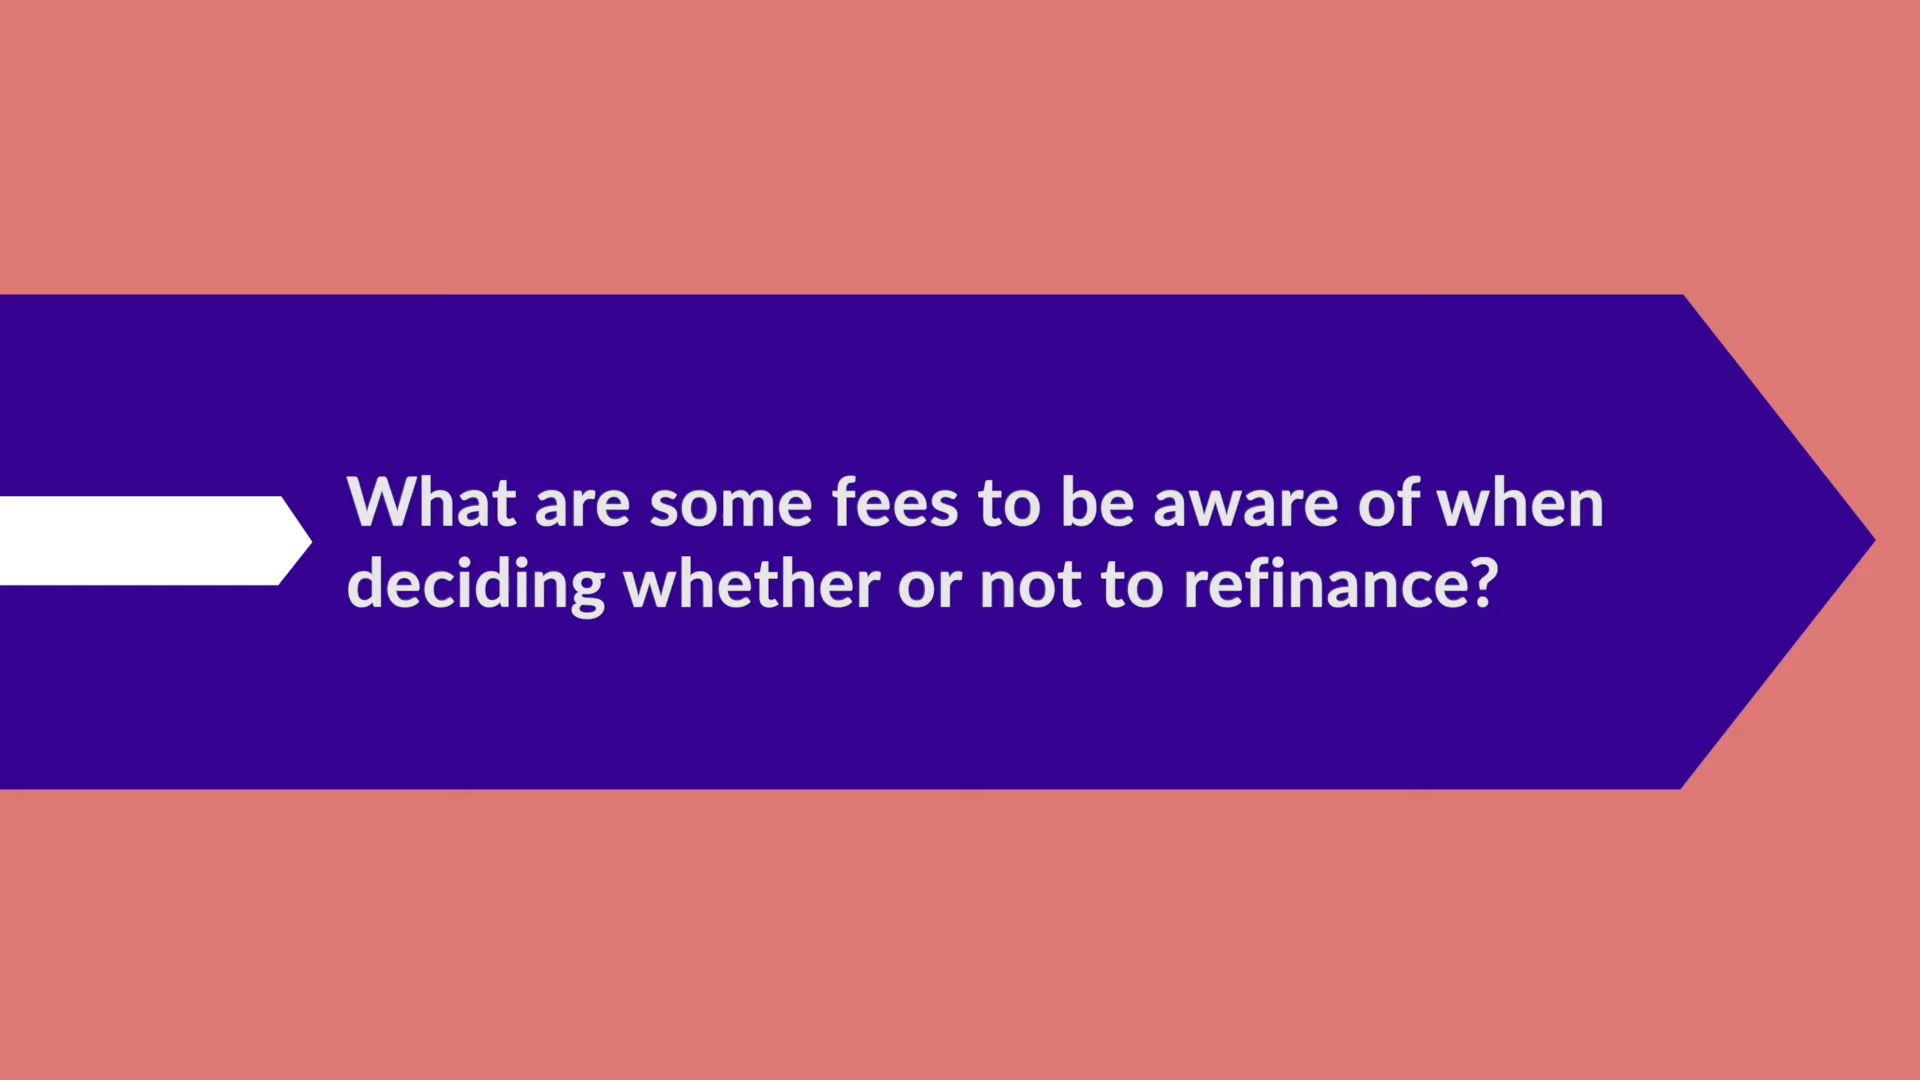 What are some fees to be aware of when
deciding whether or not to refinance?